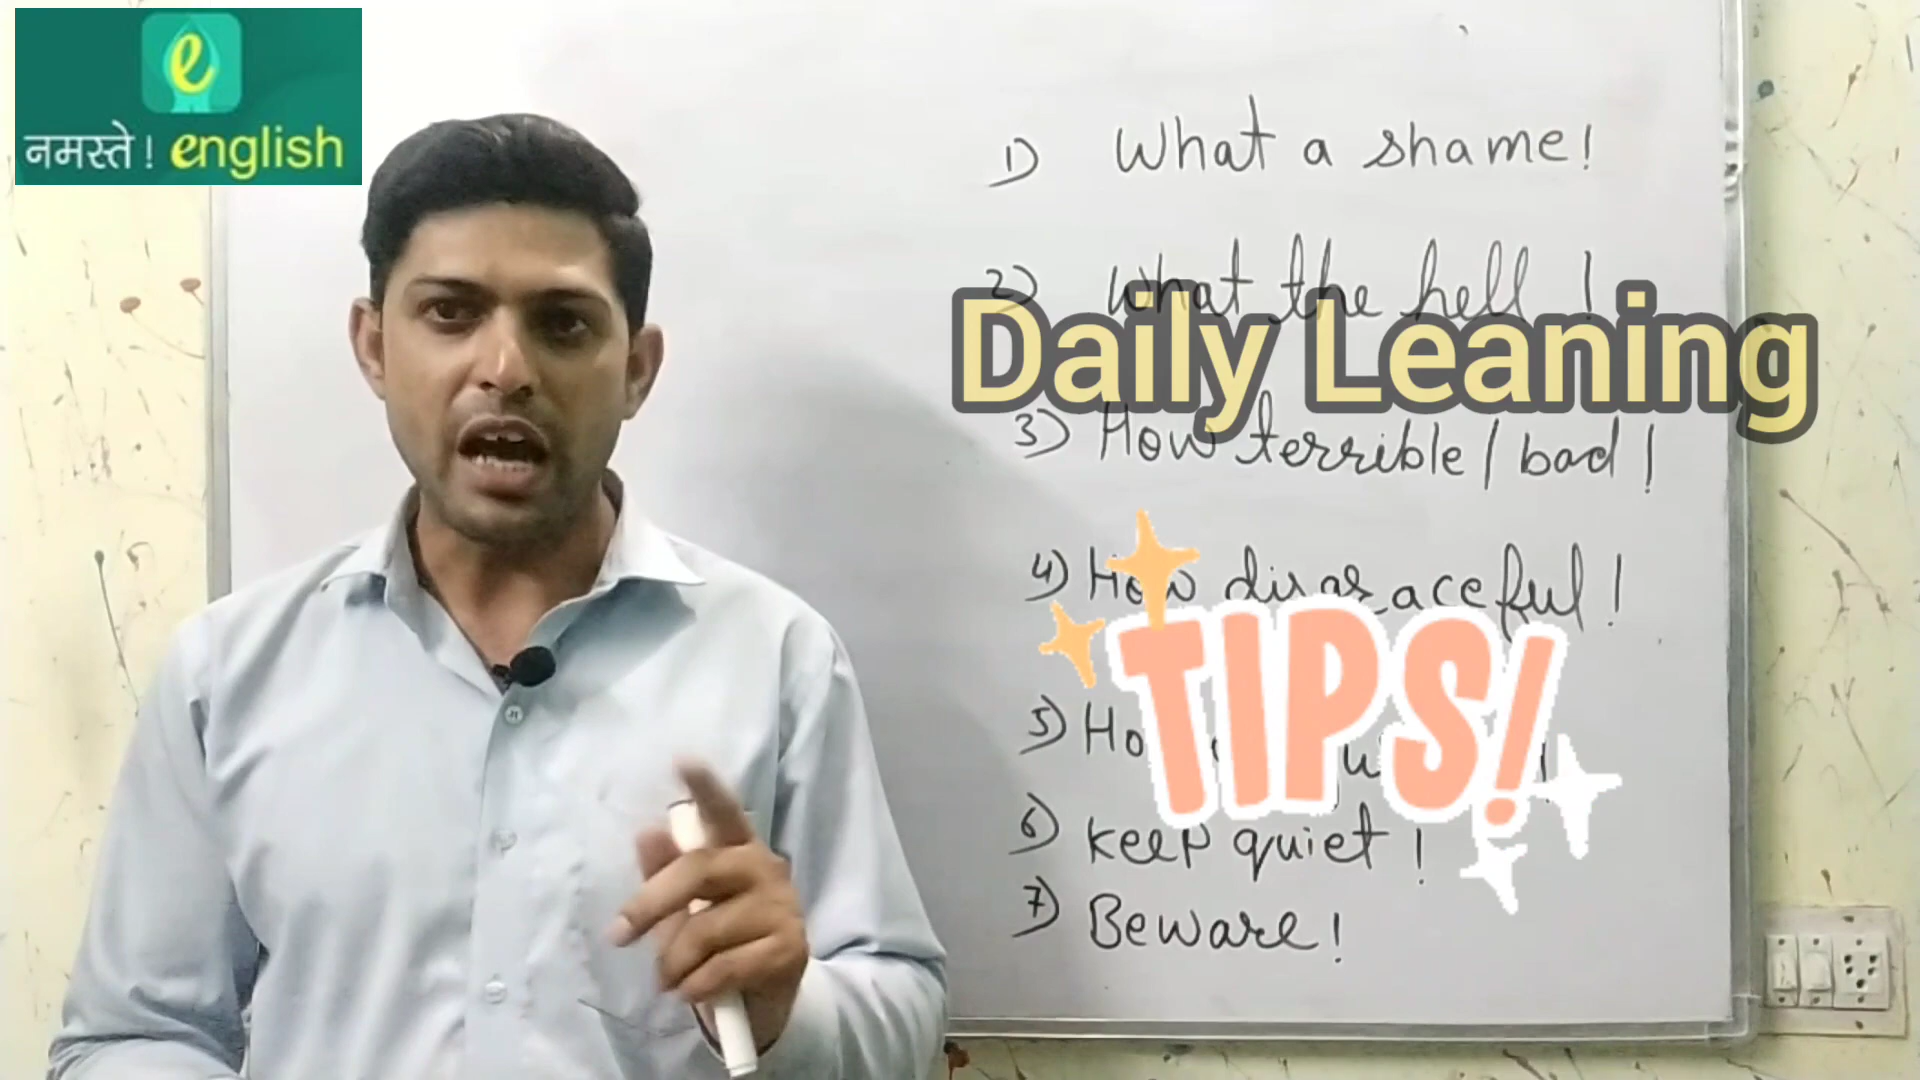 e
नमस्ते! english
1) What a shame!
2) What the hell !
Daily Leaning
3) How terrible / bad !
4) How disgraceful !
TIPS!
5)
6) keep quiet !
7) Beware !